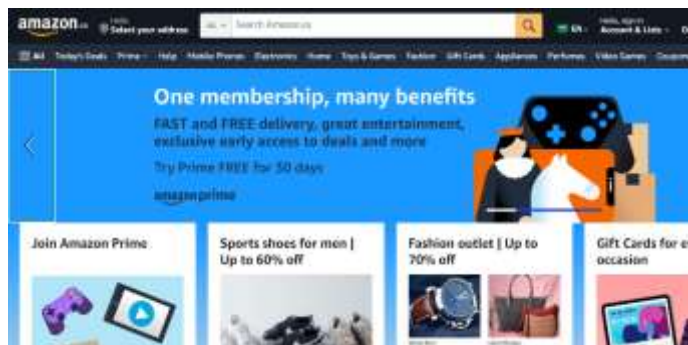 amazon
Hello
Select your address
All
Search Amazon.sa
EN
Hello, sign in
Account & Lists
All
Today's Deals
Prime
Help
Mobile Phones
Electronics
Home
Toys & Games
Fashion
Gift Cards
Appliances
Perfumes
Video Games
One membership, many benefits
FAST and FREE delivery, great entertainment,
exclusive early access to deals and more
Try Prime FREE for 30 days
amazon prime
Join Amazon Prime
Sports shoes for men |
Up to 60% off
Fashion outlet | Up to
70% off
Gift Cards for e
occasion